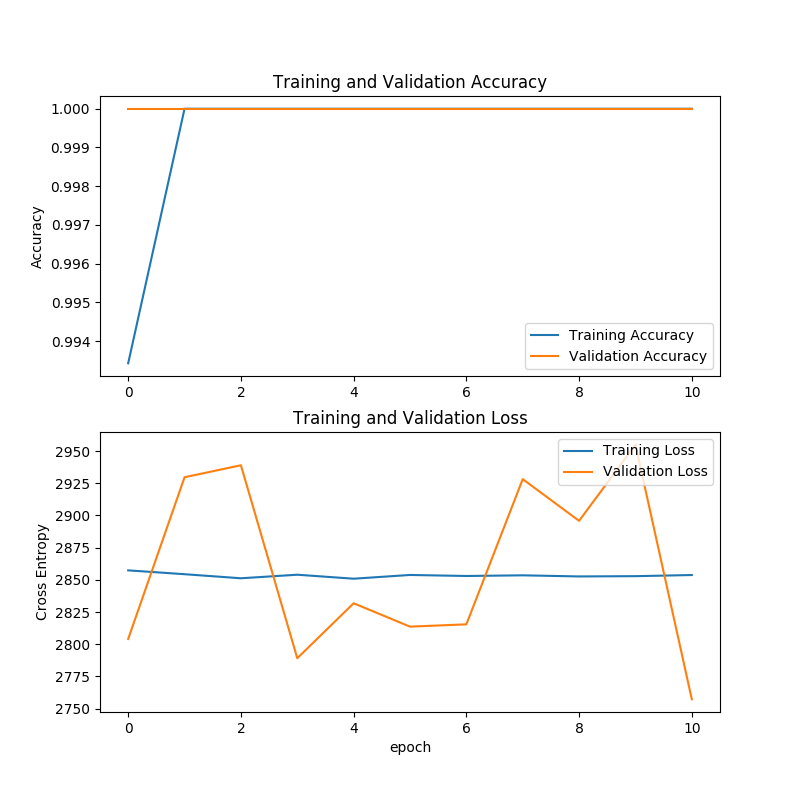 Training and Validation Accuracy
Accuracy
1.000
0.999
0.998
0.997
0.996
0.995
0.994
0 2 4 6 8 10
Training Accuracy
Validation Accuracy
Training and Validation Loss
Cross Entropy
2950
2925
2900
2875
2850
2825
2800
2775
2750
0 2 4 6 8 10
Training Loss
Validation Loss
epoch